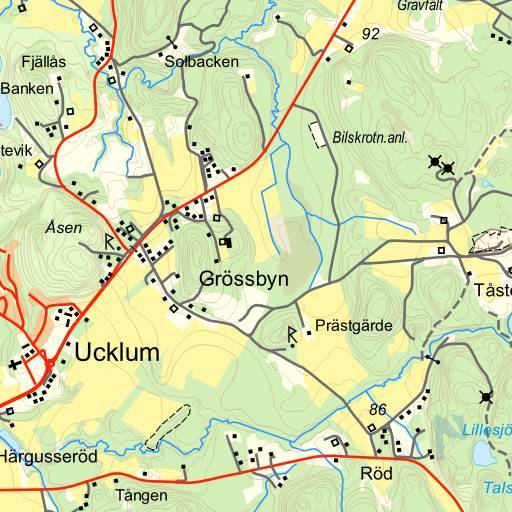 Gravfält
92
Fjällås
Solbacken
Banken
Bilskrotn.anl.
tevik
Åsen
Grössbyn
Tåste
Prästgärde
Ucklum
86
Lillesjö
Härgusseröd
Röd
Tals
Tången